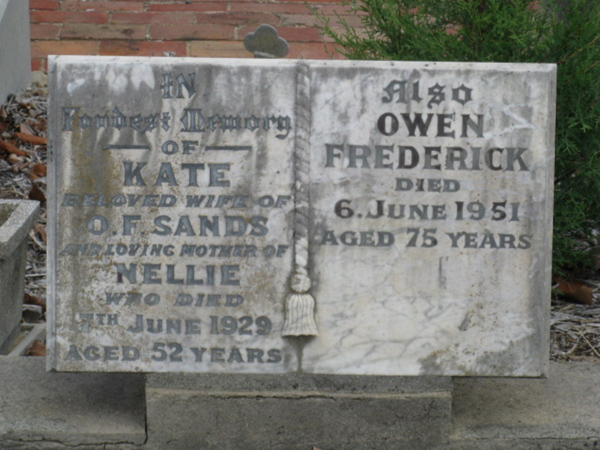 IN
Fondest Memory
OF
KATE
BELOVED WIFE OF
O.F. SANDS
AND LOVING MOTHER OF
NELLIE
WHO DIED
7TH JUNE 1929
AGED 52 YEARS
Also
OWEN
FREDERICK
DIED
6. JUNE 1951
AGED 75 YEARS